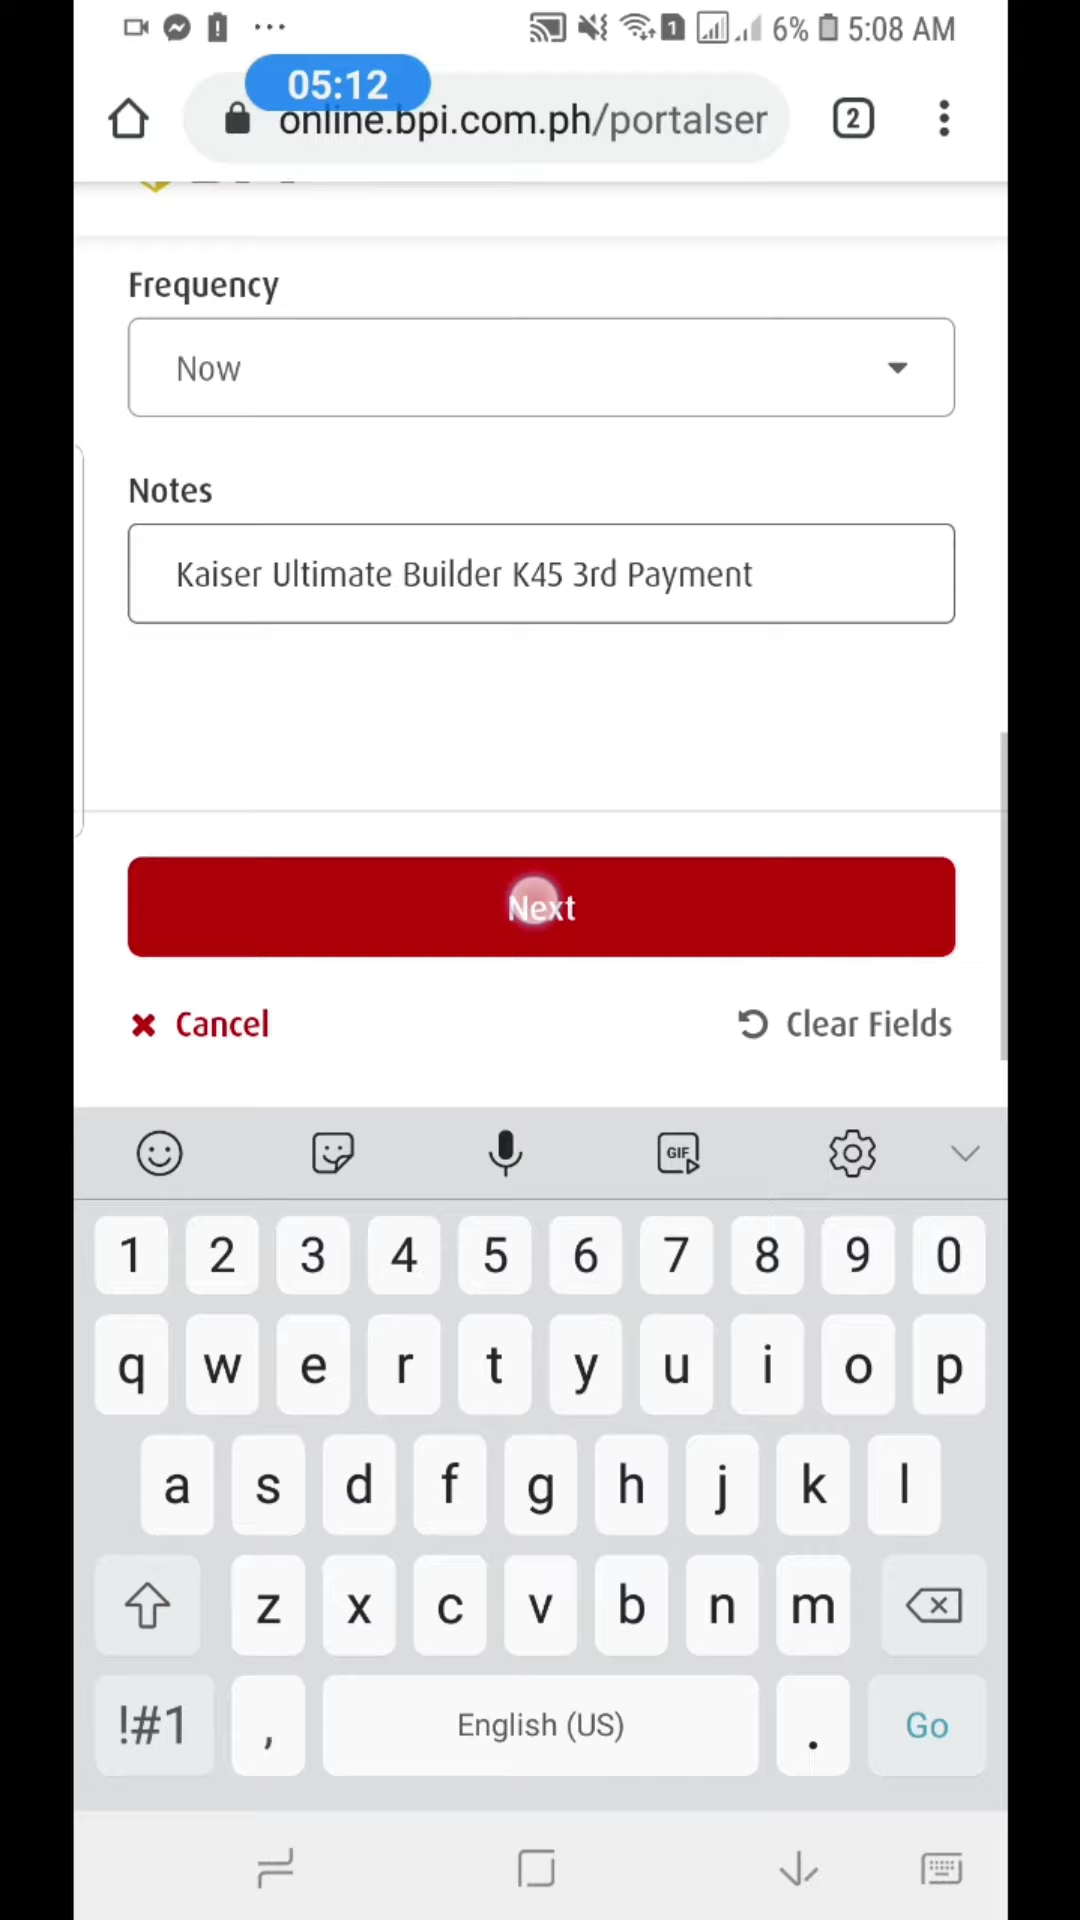 6% 5:08 AM
05:12
online.bpi.com.ph/portalser
2
Frequency
Now
Notes
Kaiser Ultimate Builder K45 3rd Payment
Next
Cancel
Clear Fields
GIF
1 2 3 4 5 6 7 8 9 0
q w e r t y u i o p
a s d f g h j k l
z x c v b n m
!#1 , English (US) . Go